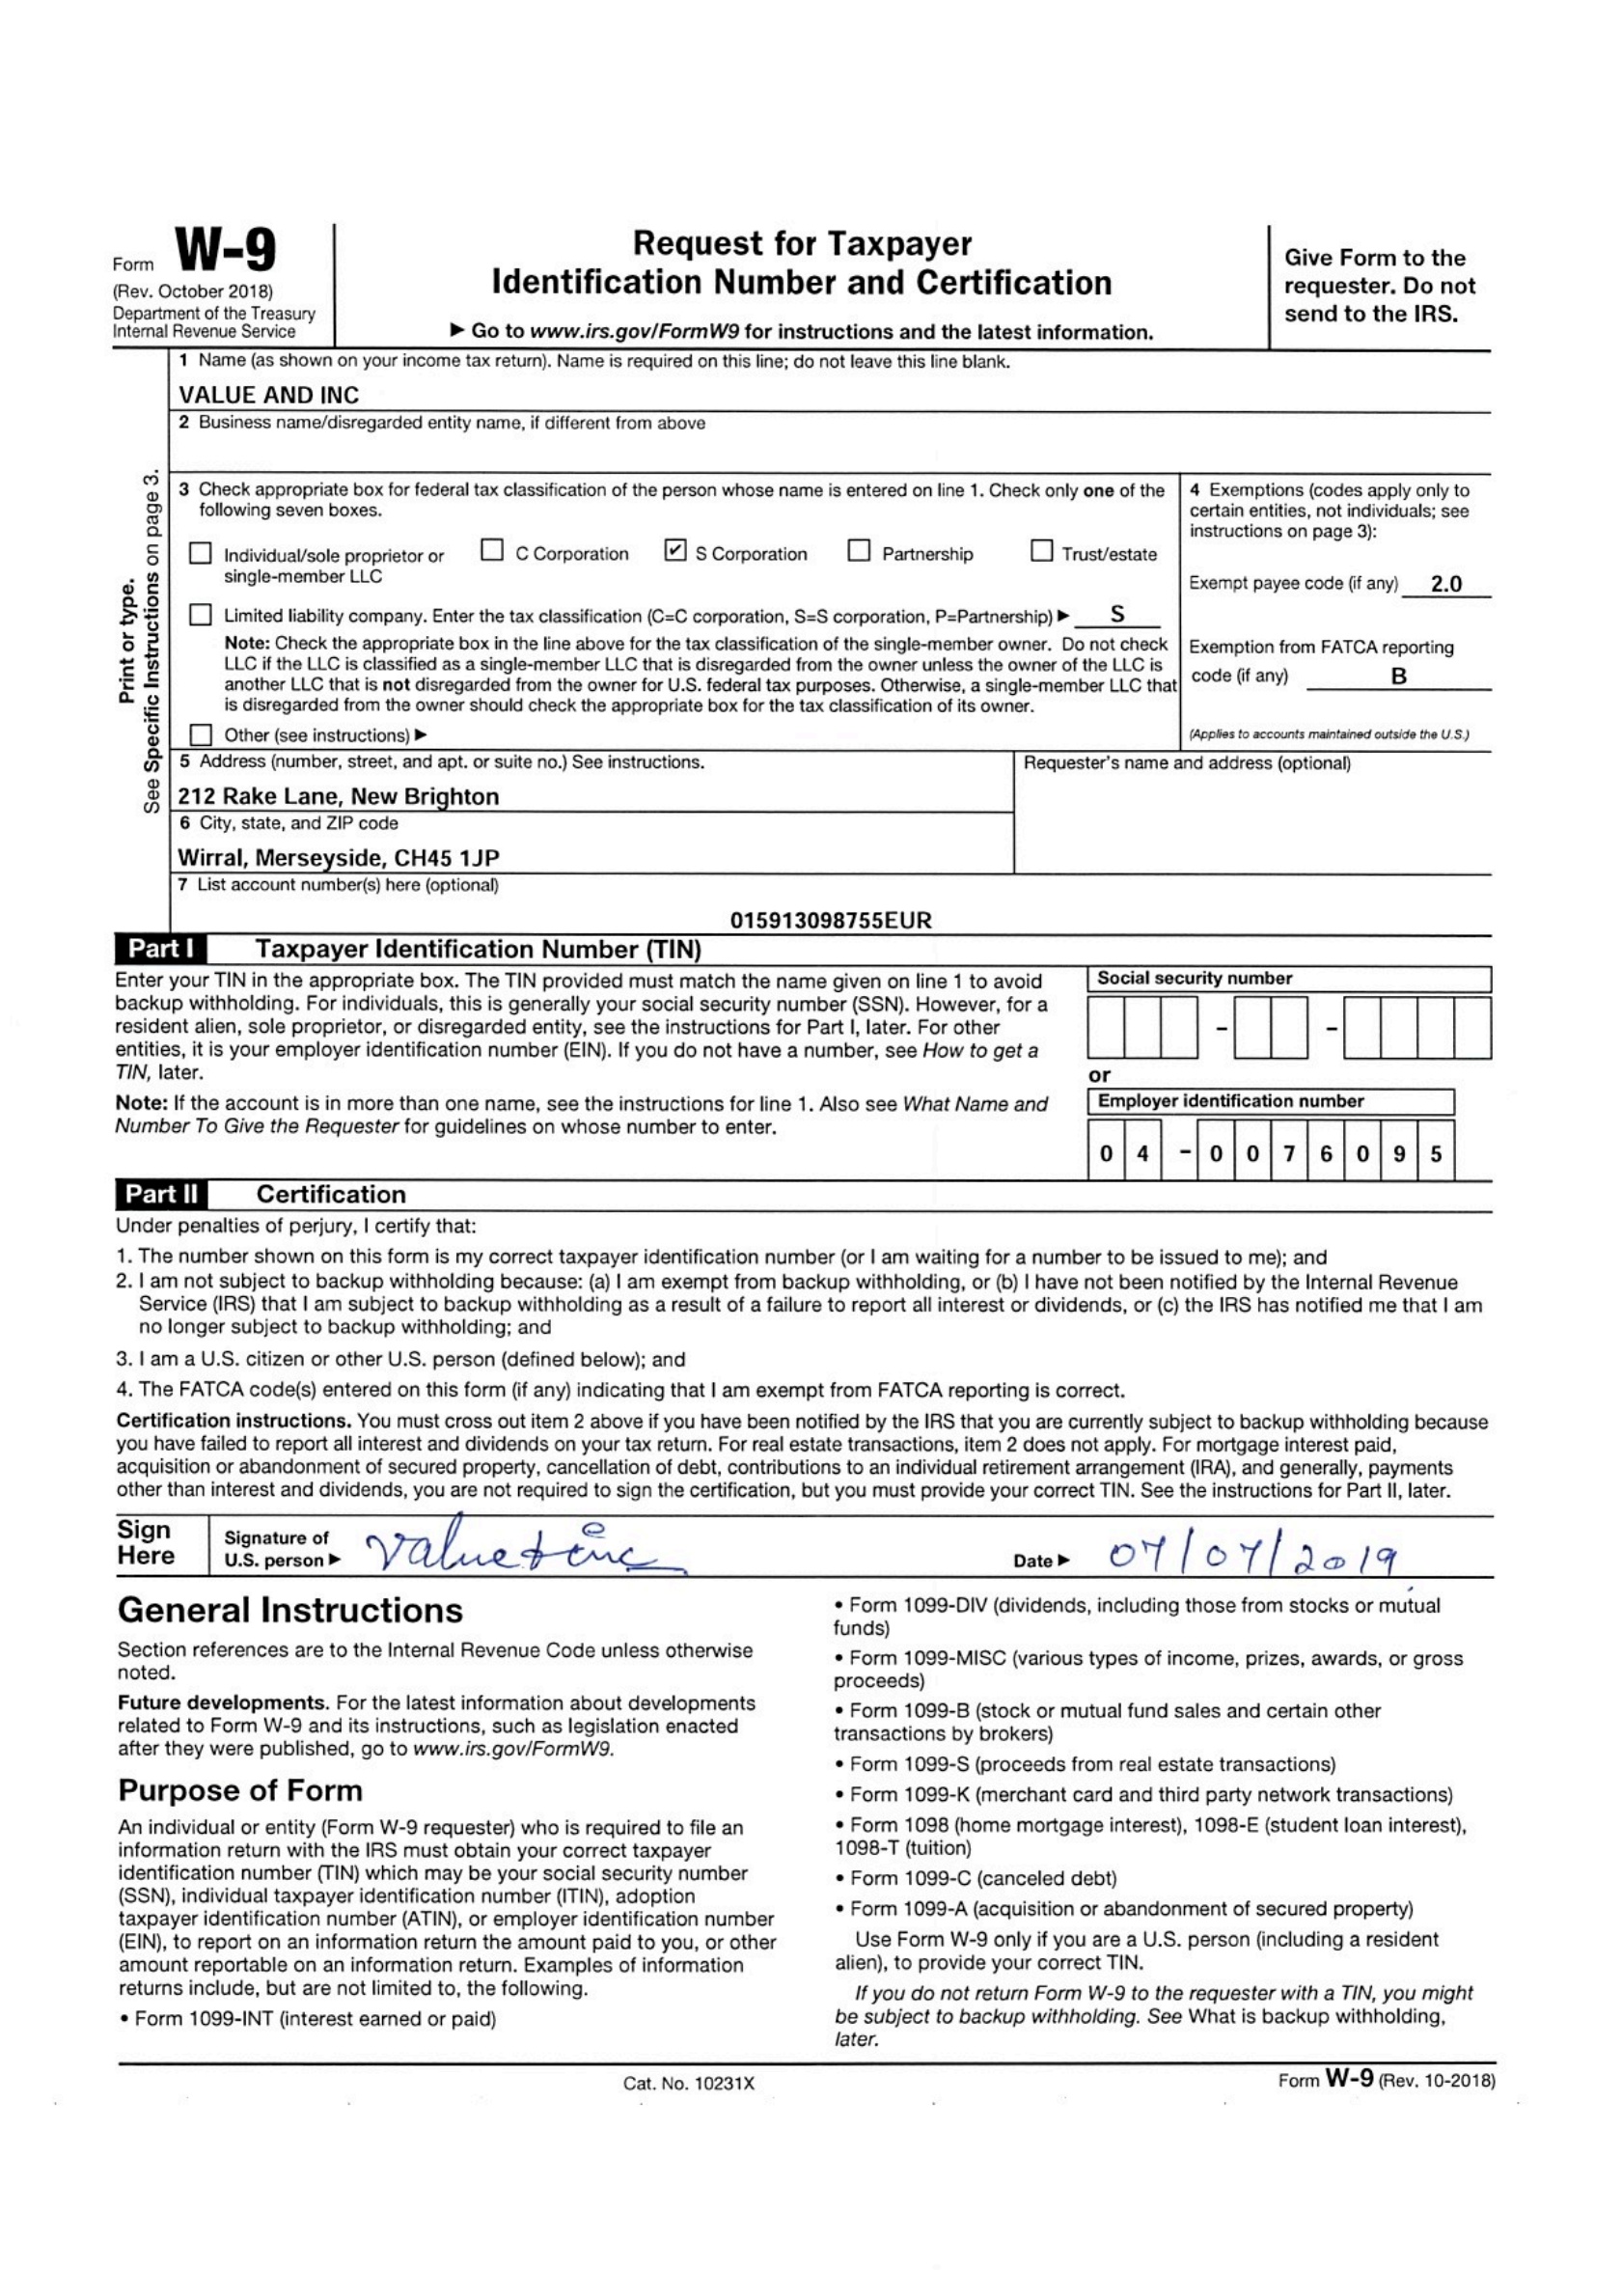 Form W-9
(Rev. October 2018)
Department of the Treasury
Internal Revenue Service
Request for Taxpayer
Identification Number and Certification
▶ Go to www.irs.gov/FormW9 for instructions and the latest information.
Give Form to the
requester. Do not
send to the IRS.
Print or type.
See Specific Instructions on page 3.
1 Name (as shown on your income tax return). Name is required on this line; do not leave this line blank.
VALUE AND INC
2 Business name/disregarded entity name, if different from above
3 Check appropriate box for federal tax classification of the person whose name is entered on line 1. Check only one of the
following seven boxes.
Individual/sole proprietor or
single-member LLC
C Corporation
✔ S Corporation
Partnership
Trust/estate
Limited liability company. Enter the tax classification (C=C corporation, S=S corporation, P=Partnership) ▶ S
Note: Check the appropriate box in the line above for the tax classification of the single-member owner. Do not check
LLC if the LLC is classified as a single-member LLC that is disregarded from the owner unless the owner of the LLC is
another LLC that is not disregarded from the owner for U.S. federal tax purposes. Otherwise, a single-member LLC that
is disregarded from the owner should check the appropriate box for the tax classification of its owner.
Other (see instructions) ▶
4 Exemptions (codes apply only to
certain entities, not individuals; see
instructions on page 3):
Exempt payee code (if any) 2.0
Exemption from FATCA reporting
code (if any) B
(Applies to accounts maintained outside the U.S.)
5 Address (number, street, and apt. or suite no.) See instructions.
212 Rake Lane, New Brighton
Requester's name and address (optional)
6 City, state, and ZIP code
Wirral, Merseyside, CH45 1JP
7 List account number(s) here (optional)
015913098755EUR
Part I Taxpayer Identification Number (TIN)
Enter your TIN in the appropriate box. The TIN provided must match the name given on line 1 to avoid
backup withholding. For individuals, this is generally your social security number (SSN). However, for a
resident alien, sole proprietor, or disregarded entity, see the instructions for Part I, later. For other
entities, it is your employer identification number (EIN). If you do not have a number, see How to get a
TIN, later.
Note: If the account is in more than one name, see the instructions for line 1. Also see What Name and
Number To Give the Requester for guidelines on whose number to enter.
Social security number
- -
or
Employer identification number
0 4 - 0 0 7 6 0 9 5
Part II Certification
Under penalties of perjury, I certify that:
1. The number shown on this form is my correct taxpayer identification number (or I am waiting for a number to be issued to me); and
2. I am not subject to backup withholding because: (a) I am exempt from backup withholding, or (b) I have not been notified by the Internal Revenue
Service (IRS) that I am subject to backup withholding as a result of a failure to report all interest or dividends, or (c) the IRS has notified me that I am
no longer subject to backup withholding; and
3. I am a U.S. citizen or other U.S. person (defined below); and
4. The FATCA code(s) entered on this form (if any) indicating that I am exempt from FATCA reporting is correct.
Certification instructions. You must cross out item 2 above if you have been notified by the IRS that you are currently subject to backup withholding because
you have failed to report all interest and dividends on your tax return. For real estate transactions, item 2 does not apply. For mortgage interest paid,
acquisition or abandonment of secured property, cancellation of debt, contributions to an individual retirement arrangement (IRA), and generally, payments
other than interest and dividends, you are not required to sign the certification, but you must provide your correct TIN. See the instructions for Part II, later.
Sign
Here
Signature of
U.S. person ▶
Value & inc
Date ▶ 07/07/2019
General Instructions
Section references are to the Internal Revenue Code unless otherwise
noted.
Future developments. For the latest information about developments
related to Form W-9 and its instructions, such as legislation enacted
after they were published, go to www.irs.gov/FormW9.
Purpose of Form
An individual or entity (Form W-9 requester) who is required to file an
information return with the IRS must obtain your correct taxpayer
identification number (TIN) which may be your social security number
(SSN), individual taxpayer identification number (ITIN), adoption
taxpayer identification number (ATIN), or employer identification number
(EIN), to report on an information return the amount paid to you, or other
amount reportable on an information return. Examples of information
returns include, but are not limited to, the following.
• Form 1099-INT (interest earned or paid)
• Form 1099-DIV (dividends, including those from stocks or mutual
funds)
• Form 1099-MISC (various types of income, prizes, awards, or gross
proceeds)
• Form 1099-B (stock or mutual fund sales and certain other
transactions by brokers)
• Form 1099-S (proceeds from real estate transactions)
• Form 1099-K (merchant card and third party network transactions)
• Form 1098 (home mortgage interest), 1098-E (student loan interest),
1098-T (tuition)
• Form 1099-C (canceled debt)
• Form 1099-A (acquisition or abandonment of secured property)
Use Form W-9 only if you are a U.S. person (including a resident
alien), to provide your correct TIN.
If you do not return Form W-9 to the requester with a TIN, you might
be subject to backup withholding. See What is backup withholding,
later.
Cat. No. 10231X
Form W-9 (Rev. 10-2018)